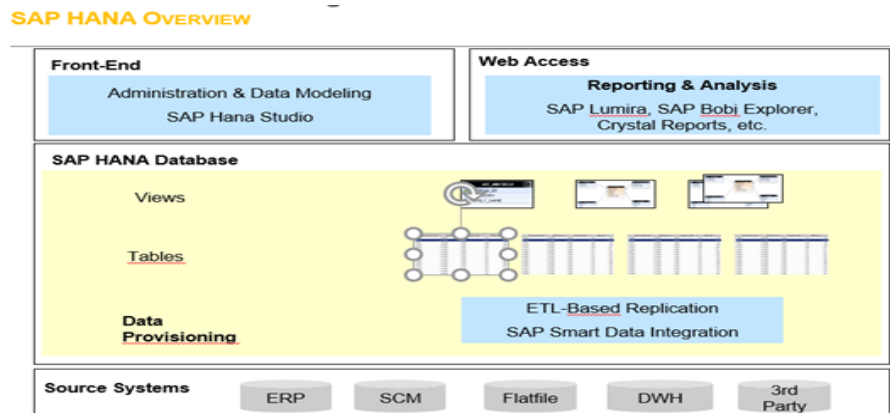 SAP HANA OVERVIEW
Front-End
Administration & Data Modeling
SAP Hana Studio
Web Access
Reporting & Analysis
SAP Lumira, SAP Bobj Explorer,
Crystal Reports, etc.
SAP HANA Database
Views
Tables
Data
Provisioning
ETL-Based Replication
SAP Smart Data Integration
Source Systems
ERP
SCM
Flatfile
DWH
3rd
Party